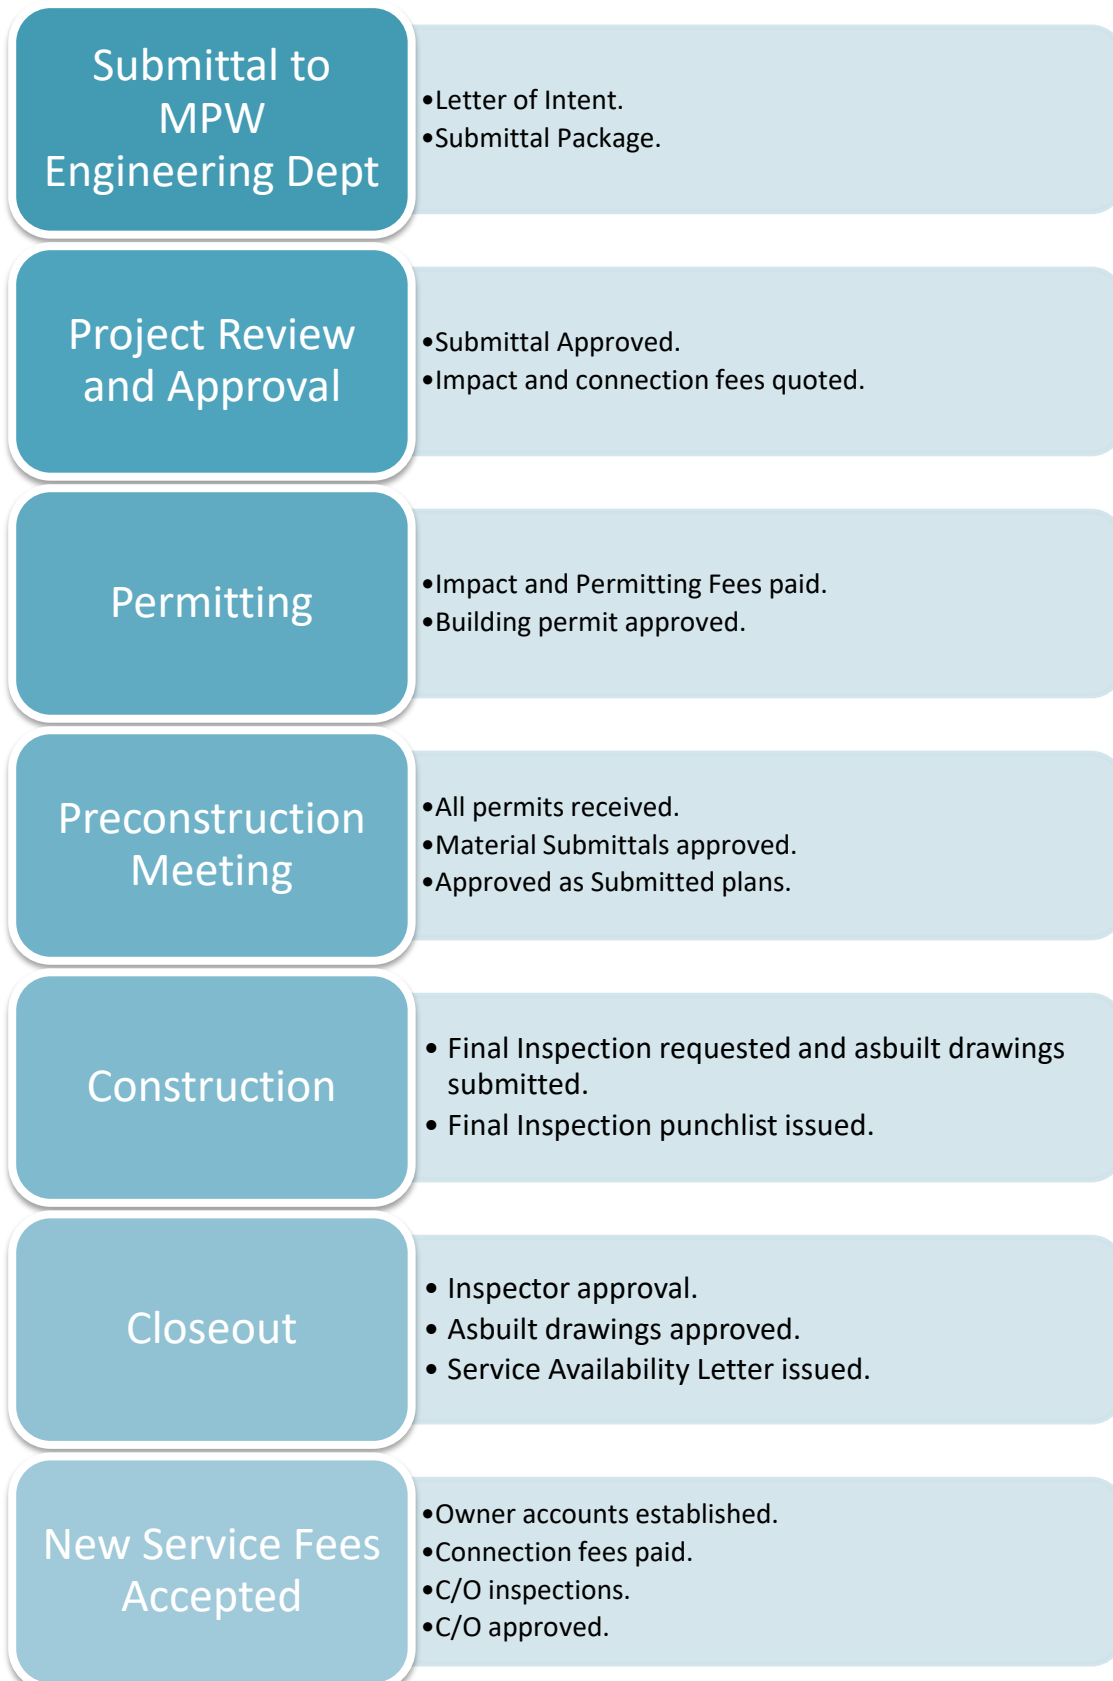 Submittal to
MPW
Engineering Dept
•Letter of Intent.
•Submittal Package.
Project Review
and Approval
•Submittal Approved.
•Impact and connection fees quoted.
Permitting
•Impact and Permitting Fees paid.
•Building permit approved.
Preconstruction
Meeting
•All permits received.
•Material Submittals approved.
•Approved as Submitted plans.
Construction
• Final Inspection requested and asbuilt drawings
submitted.
• Final Inspection punchlist issued.
Closeout
• Inspector approval.
• Asbuilt drawings approved.
• Service Availability Letter issued.
New Service Fees
Accepted
•Owner accounts established.
•Connection fees paid.
•C/O inspections.
•C/O approved.